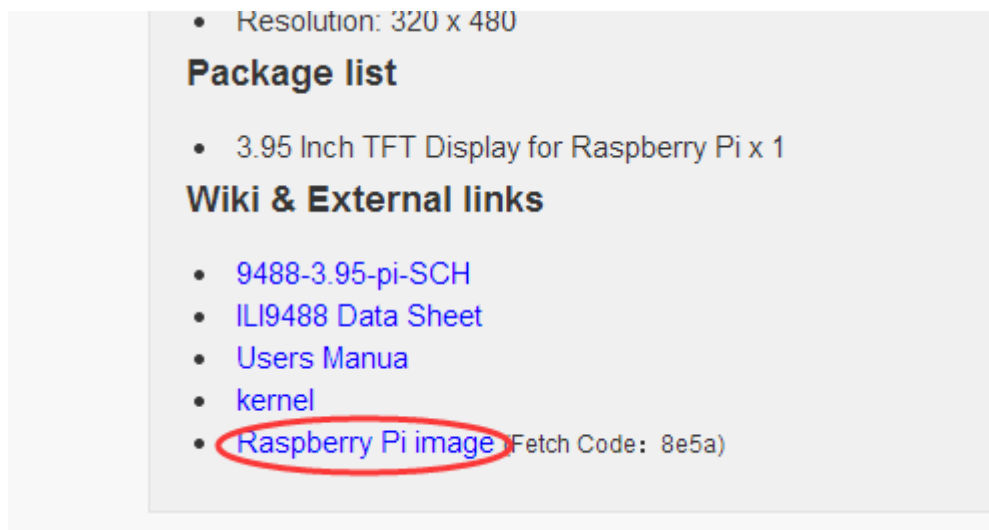 Resolution: 320 x 480
Package list
3.95 Inch TFT Display for Raspberry Pi x 1
Wiki & External links
9488-3.95-pi-SCH
ILI9488 Data Sheet
Users Manua
kernel
Raspberry Pi image (Fetch Code: 8e5a)